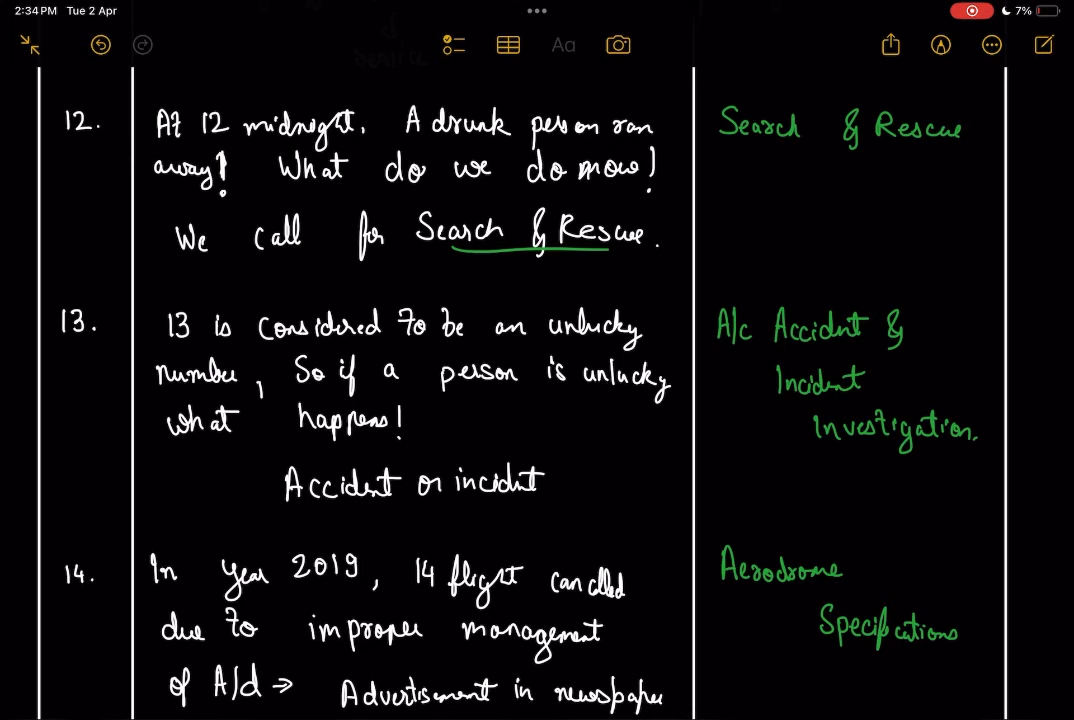 2:34 PM Tue 2 Apr
7%
Aa
12.
At 12 midnight. A drunk person ran
away! What do we do now!
We call for Search & Rescue.
Search & Rescue
13.
13 is considered to be an unlucky
number, So if a person is unlucky
what happens!
Accident or incident
A/c Accident &
Incident
Investigation.
14.
In year 2019, 14 flight cancelled
due to improper management
of A/d ⇒ Advertisement in newspaper
Aerodrome
Specifications